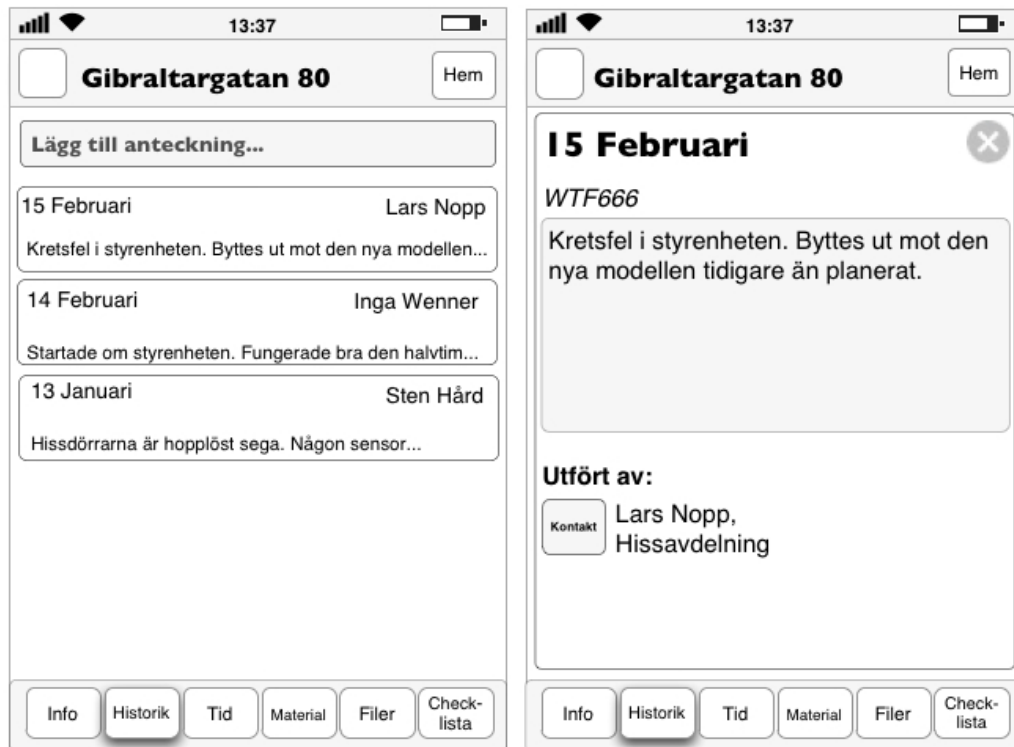 13:37
Gibraltargatan 80
Hem
Lägg till anteckning...
15 Februari
Lars Nopp
Kretsfel i styrenheten. Byttes ut mot den nya modellen...
14 Februari
Inga Wenner
Startade om styrenheten. Fungerade bra den halvtim...
13 Januari
Sten Hård
Hissdörrarna är hopplöst sega. Någon sensor...
Info
Historik
Tid
Material
Filer
Check-
lista
13:37
Gibraltargatan 80
Hem
15 Februari
WTF666
Kretsfel i styrenheten. Byttes ut mot den
nya modellen tidigare än planerat.
Utfört av:
Kontakt
Lars Nopp,
Hissavdelning
Info
Historik
Tid
Material
Filer
Check-
lista